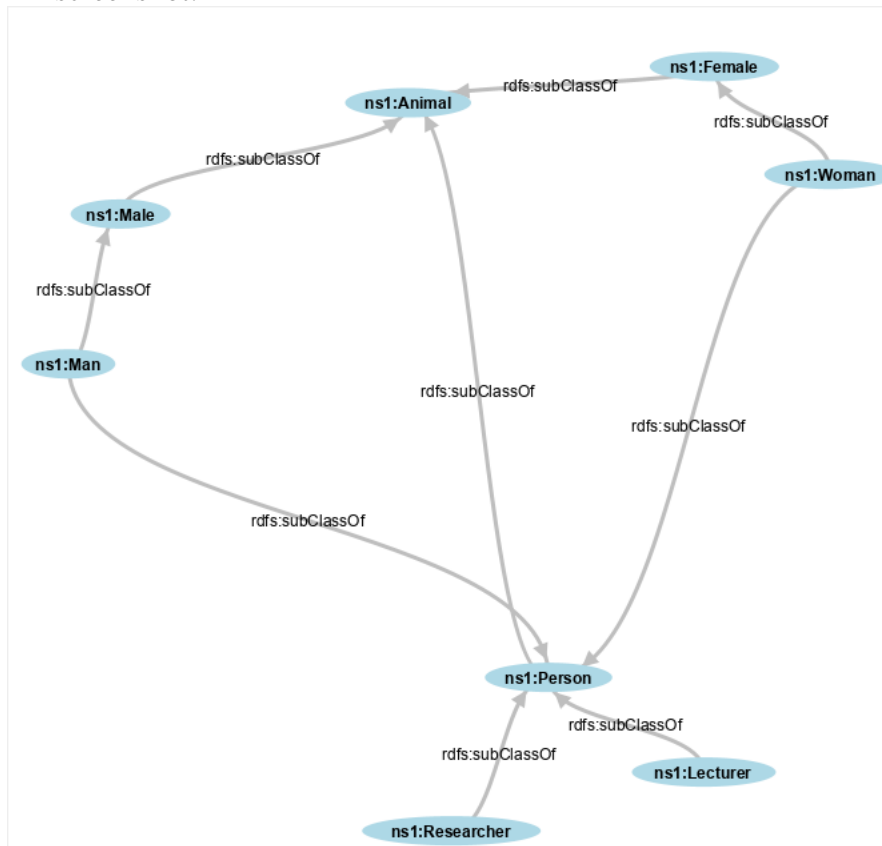 ns1:Female
rdfs:subClassOf
ns1:Animal
rdfs:subClassOf
rdfs:subClassOf
ns1:Woman
ns1:Male
rdfs:subClassOf
ns1:Man
rdfs:subClassOf
rdfs:subClassOf
rdfs:subClassOf
ns1:Person
rdfs:subClassOf
rdfs:subClassOf
ns1:Lecturer
ns1:Researcher